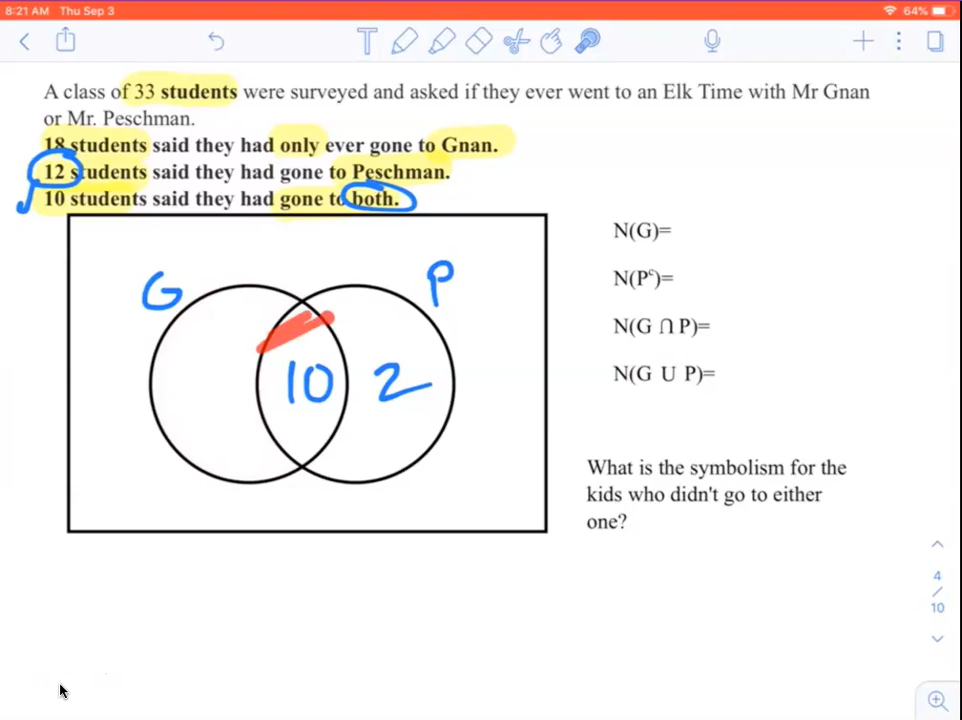 8:21 AM Thu Sep 3
64%
T
A class of 33 students were surveyed and asked if they ever went to an Elk Time with Mr Gnan
or Mr. Peschman.
18 students said they had only ever gone to Gnan.
12 students said they had gone to Peschman.
10 students said they had gone to both.
G
P
10 2
N(G)=
N(Pᶜ)=
N(G ∩ P)=
N(G U P)=
What is the symbolism for the
kids who didn't go to either
one?
4
/
10